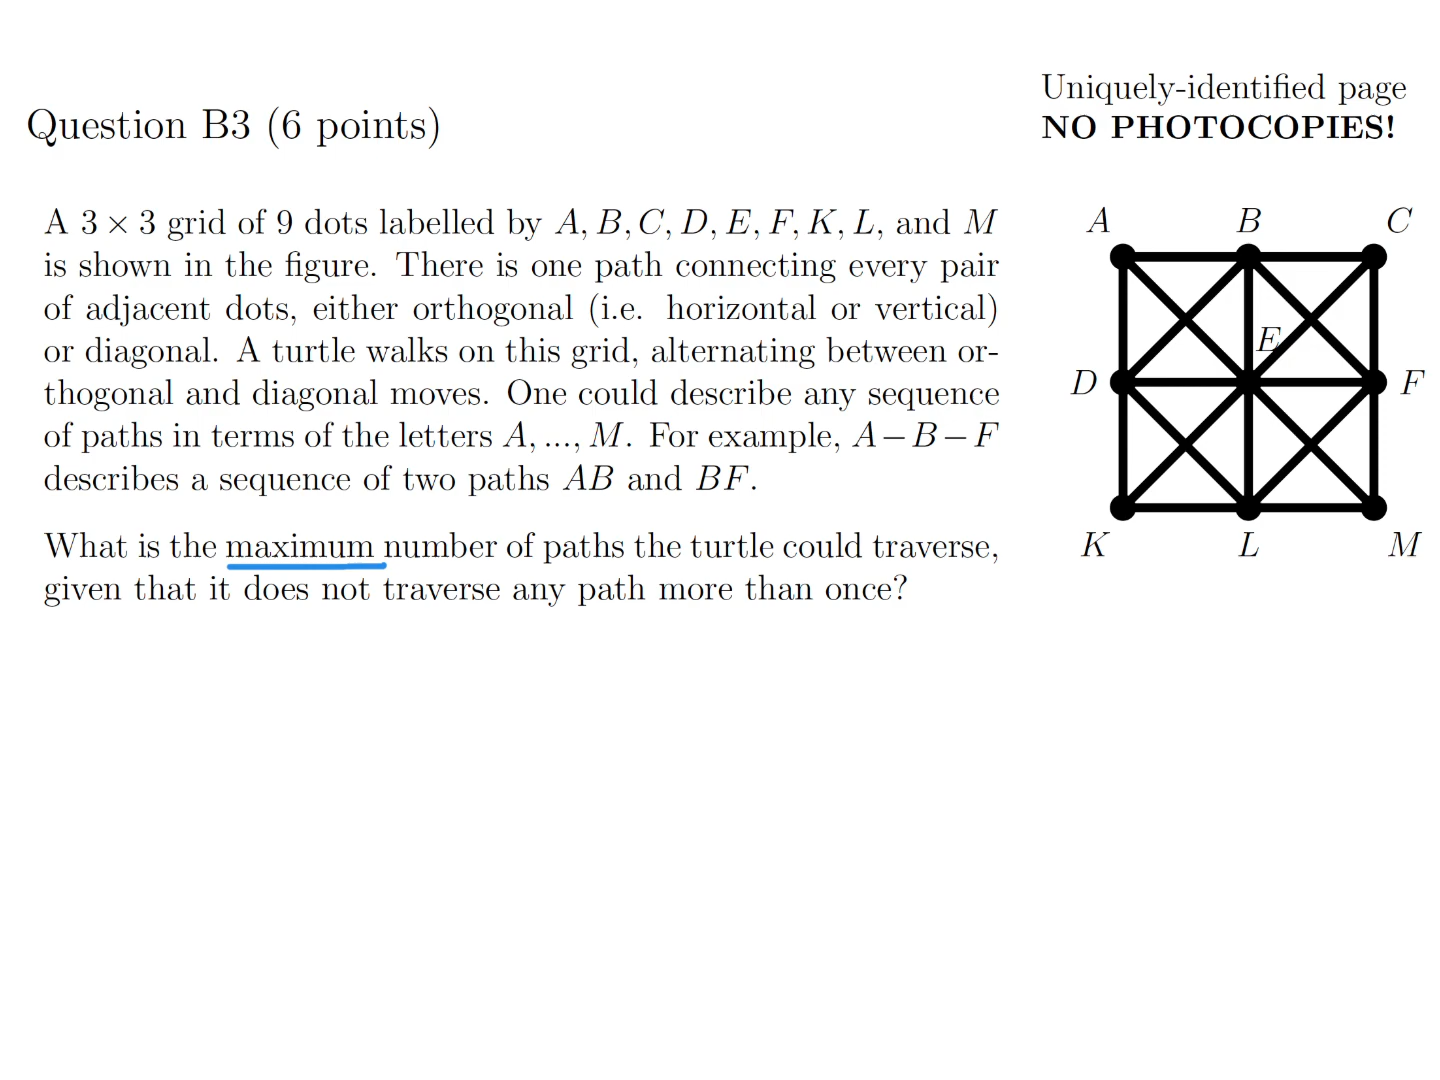 Uniquely-identified page
NO PHOTOCOPIES!
Question B3 (6 points)
A 3 × 3 grid of 9 dots labelled by A, B, C, D, E, F, K, L, and M
is shown in the figure. There is one path connecting every pair
of adjacent dots, either orthogonal (i.e. horizontal or vertical)
or diagonal. A turtle walks on this grid, alternating between or-
thogonal and diagonal moves. One could describe any sequence
of paths in terms of the letters A, ..., M. For example, A − B − F
describes a sequence of two paths AB and BF.
What is the maximum number of paths the turtle could traverse,
given that it does not traverse any path more than once?
A B C
E
D F
K L M